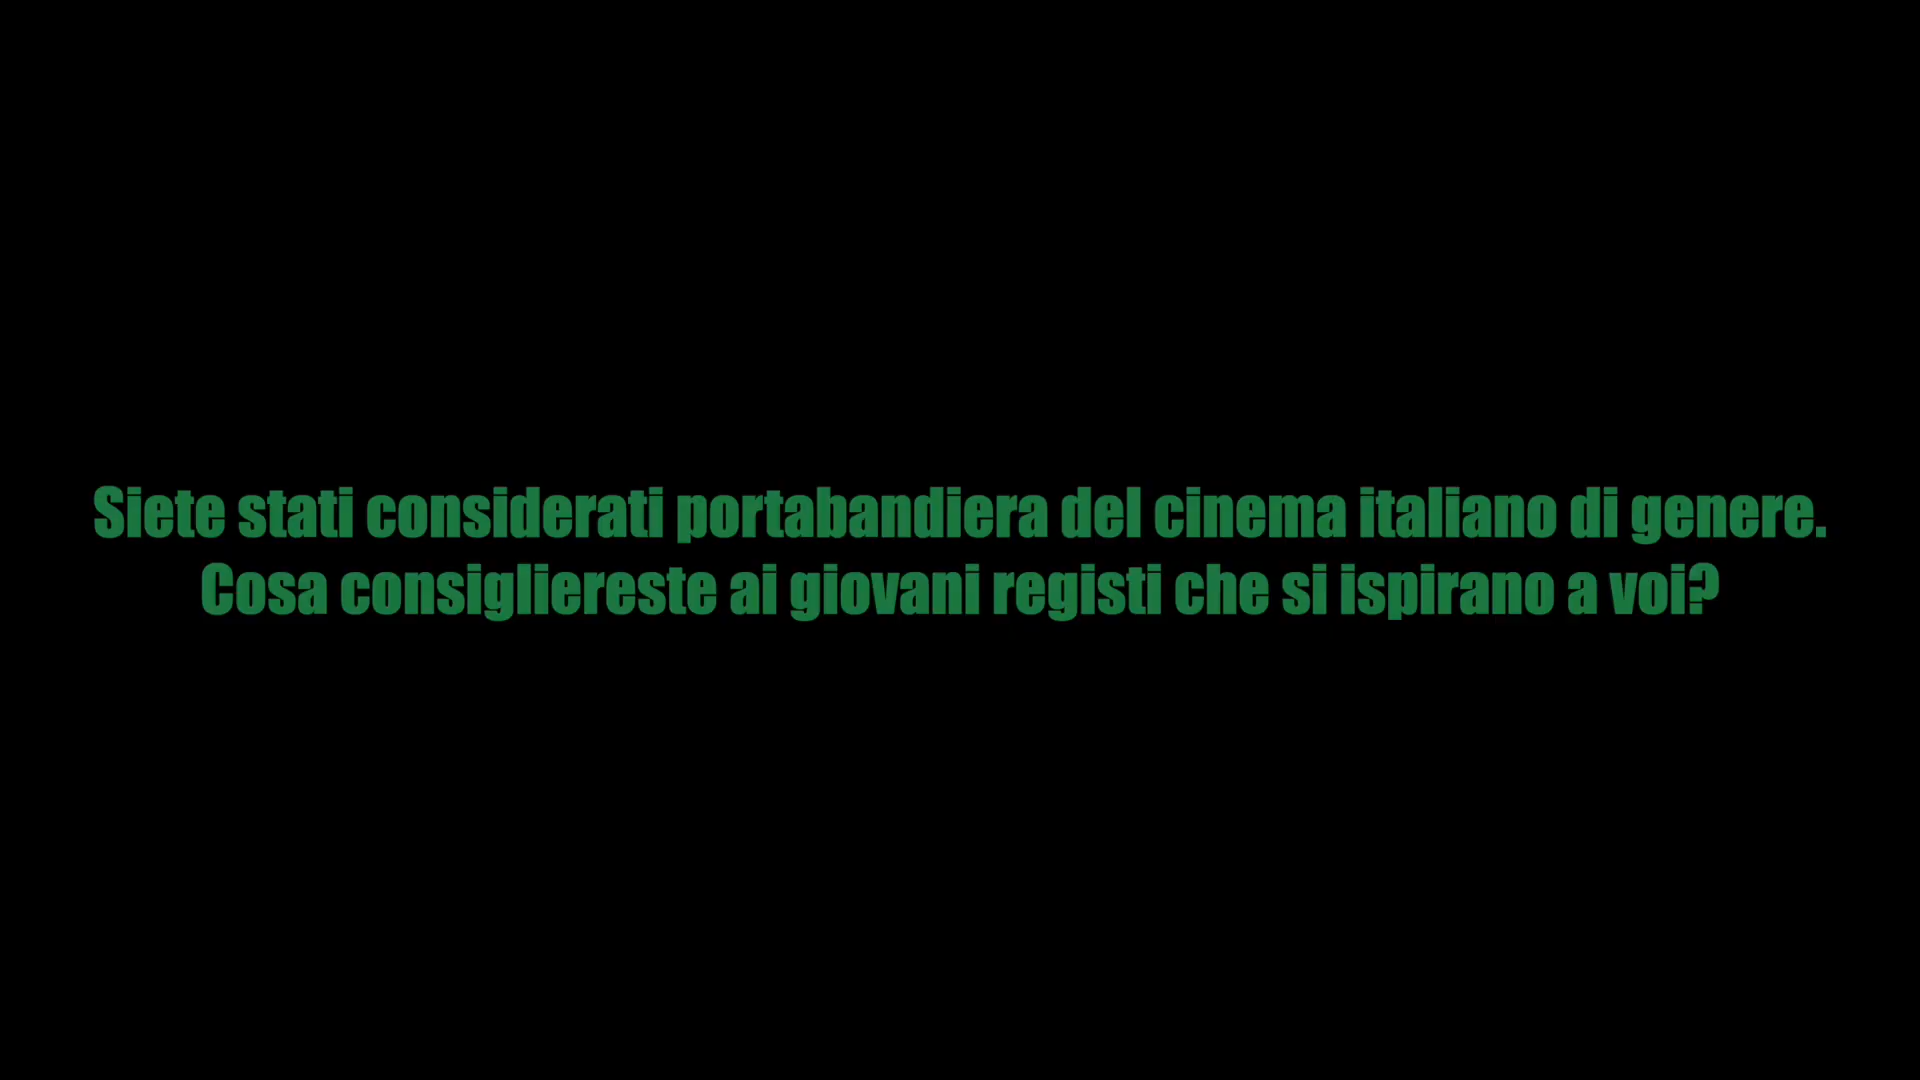 Siete stati considerati portabandiera del cinema italiano di genere.
Cosa consigliereste ai giovani registi che si ispirano a voi?